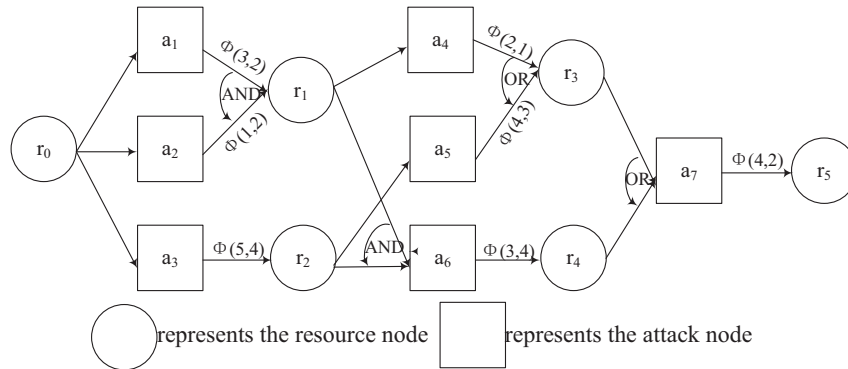 a1
Φ(3,2)
AND
Φ(1,2)
r1
a4
Φ(2,1)
OR
Φ(4,3)
r3
r0
a2
a5
OR
a7
Φ(4,2)
r5
a3
Φ(5,4)
r2
AND
a6
Φ(3,4)
r4
represents the resource node
represents the attack node